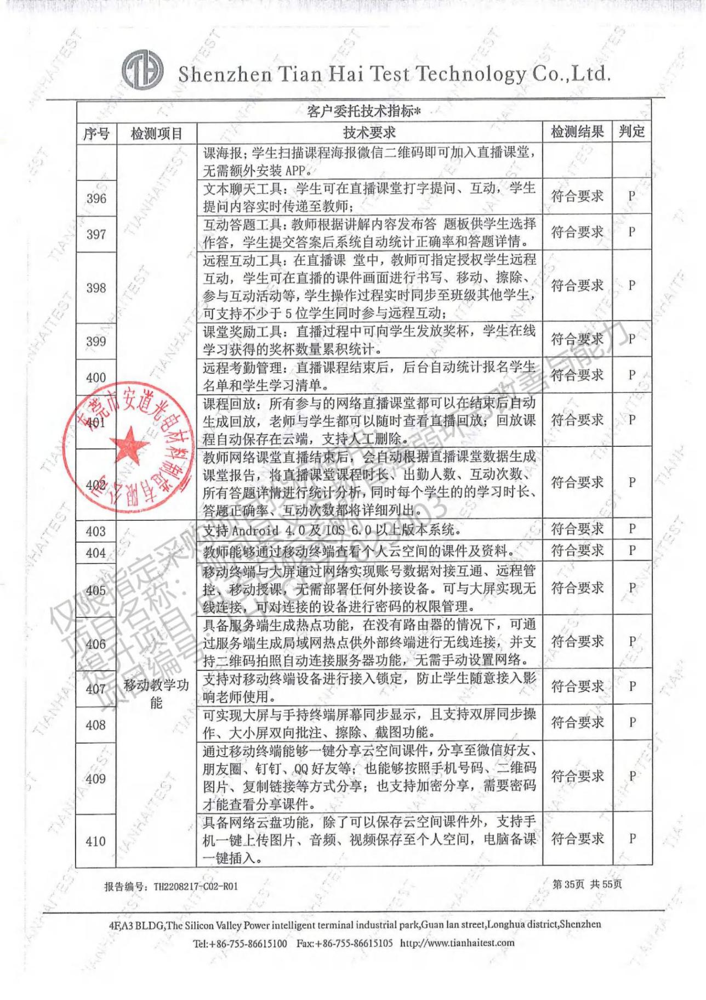 Shenzhen Tian Hai Test Technology Co.,Ltd.
客户委托技术指标*
序号 检测项目 技术要求 检测结果 判定
课海报；学生扫描课程海报微信二维码即可加入直播课堂，
无需额外安装 APP。
396 文本聊天工具：学生可在直播课堂打字提问、互动，学生 符合要求 P
提问内容实时传递至教师；
397 互动答题工具：教师根据讲解内容发布答 题板供学生选择 符合要求 P
作答，学生提交答案后系统自动统计正确率和答题详情。
398 远程互动工具：在直播课 堂中，教师可指定授权学生远程 符合要求 P
互动，学生可在直播的课件画面进行书写、移动、擦除、
参与互动活动等，学生操作过程实时同步至班级其他学生，
可支持不少于 5 位学生同时参与远程互动；
399 课堂奖励工具：直播过程中可向学生发放奖杯，学生在线 符合要求 P
学习获得的奖杯数量累积统计。
400 远程考勤管理：直播课程结束后，后台自动统计报名学生 符合要求 P
名单和学生学习清单。
401 课程回放：所有参与的网络直播课堂都可以在结束后自动 符合要求 P
生成回放，老师与学生都可以随时查看直播回放；回放课
程自动保存在云端，支持人工删除。
402 教师网络课堂直播结束后，会自动根据直播课堂数据生成 符合要求 P
课堂报告，将直播课堂课程时长、出勤人数、互动次数、
所有答题详情进行统计分析，同时每个学生的的学习时长、
答题正确率、互动次数都将详细列出。
403 支持 Android 4.0 及 IOS 6.0 以上版本系统。 符合要求 P
404 教师能够通过移动终端查看个人云空间的课件及资料。 符合要求 P
405 移动终端与大屏通过网络实现账号数据对接互通、远程管 符合要求 P
控、移动授课，无需部署任何外接设备。可与大屏实现无
线连接，可对连接的设备进行密码的权限管理。
406 具备服务端生成热点功能，在没有路由器的情况下，可通 符合要求 P
过服务端生成局域网热点供外部终端进行无线连接，并支
持二维码拍照自动连接服务器功能，无需手动设置网络。
移动教学功
能
407 支持对移动终端设备进行接入锁定，防止学生随意接入影 符合要求 P
响老师使用。
408 可实现大屏与手持终端屏幕同步显示，且支持双屏同步操 符合要求 P
作、大小屏双向批注、擦除、截图功能。
409 通过移动终端能够一键分享云空间课件，分享至微信好友、 符合要求 P
朋友圈、钉钉、QQ 好友等；也能够按照手机号码、二维码
图片、复制链接等方式分享；也支持加密分享，需要密码
才能查看分享课件。
410 具备网络云盘功能，除了可以保存云空间课件外，支持手 符合要求 P
机一键上传图片、音频、视频保存至个人空间，电脑备课
一键插入。
东莞市安道光电材料制造有限公司
报告编号：TH2208217-C02-R01 第 35页 共 55页
4F,A3 BLDG,The Silicon Valley Power intelligent terminal industrial park,Guan lan street,Longhua district,Shenzhen
Tel:+86-755-86615100 Fax:+86-755-86615105 http://www.tianhaitest.com